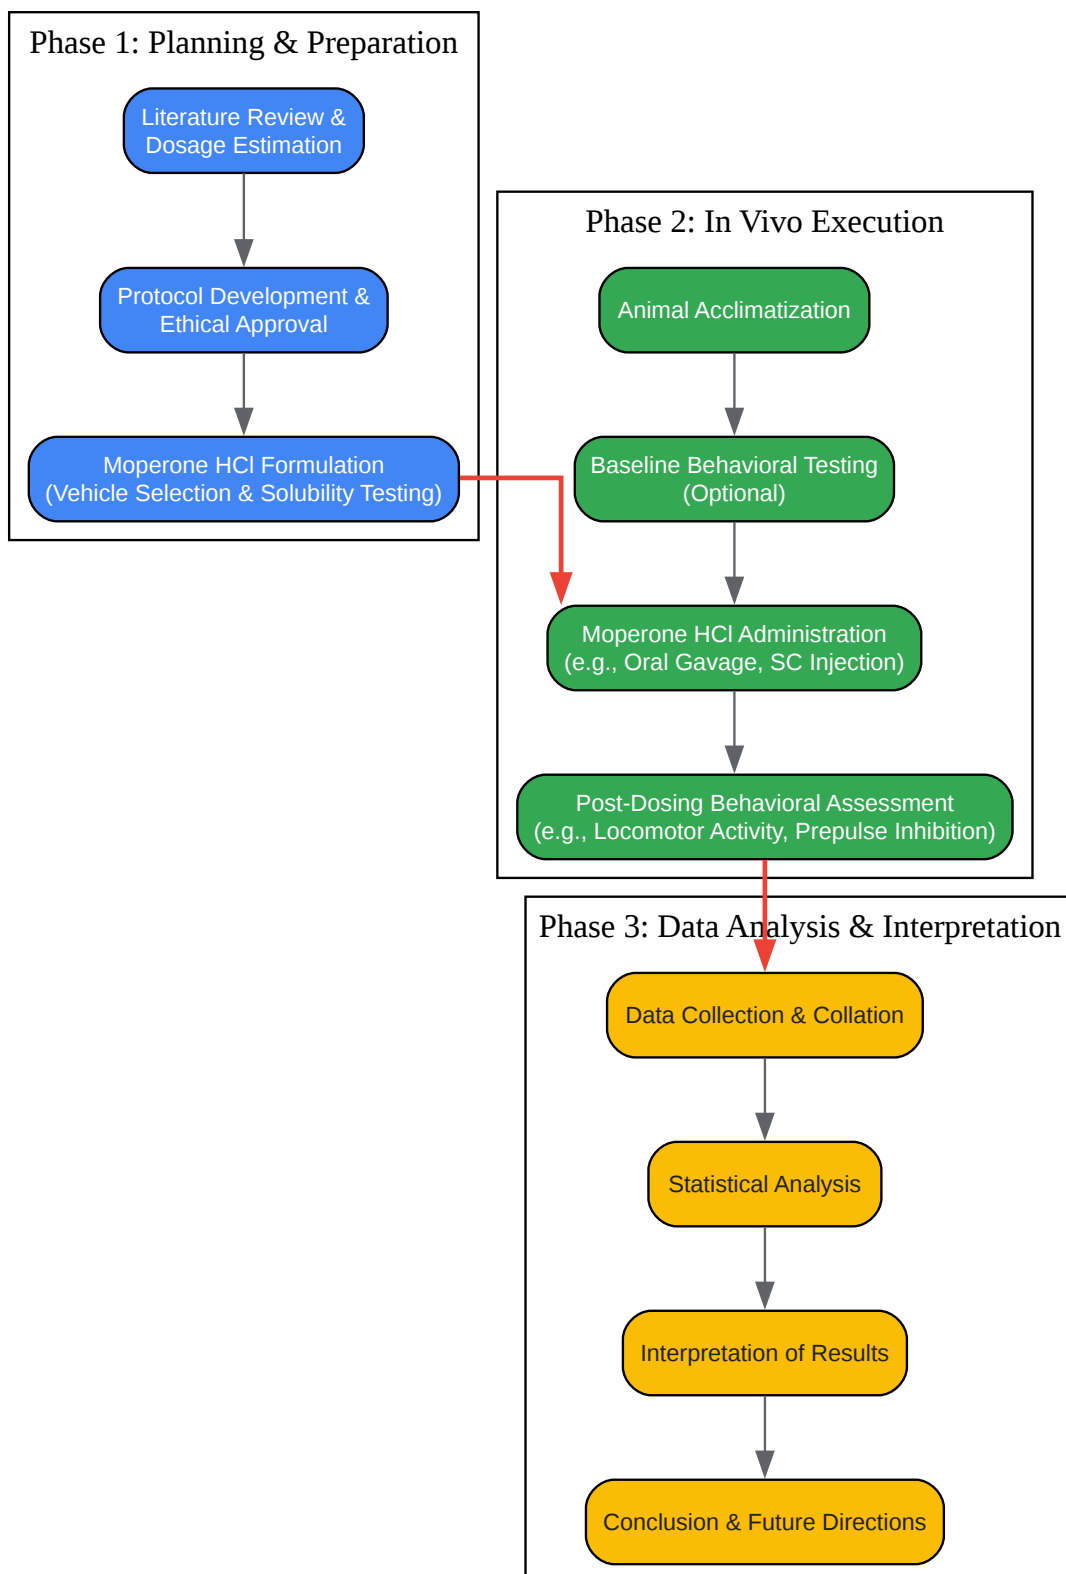 Phase 1: Planning & Preparation
Literature Review &
Dosage Estimation
Protocol Development &
Ethical Approval
Moperone HCl Formulation
(Vehicle Selection & Solubility Testing)
Phase 2: In Vivo Execution
Animal Acclimatization
Baseline Behavioral Testing
(Optional)
Moperone HCl Administration
(e.g., Oral Gavage, SC Injection)
Post-Dosing Behavioral Assessment
(e.g., Locomotor Activity, Prepulse Inhibition)
Phase 3: Data Analysis & Interpretation
Data Collection & Collation
Statistical Analysis
Interpretation of Results
Conclusion & Future Directions